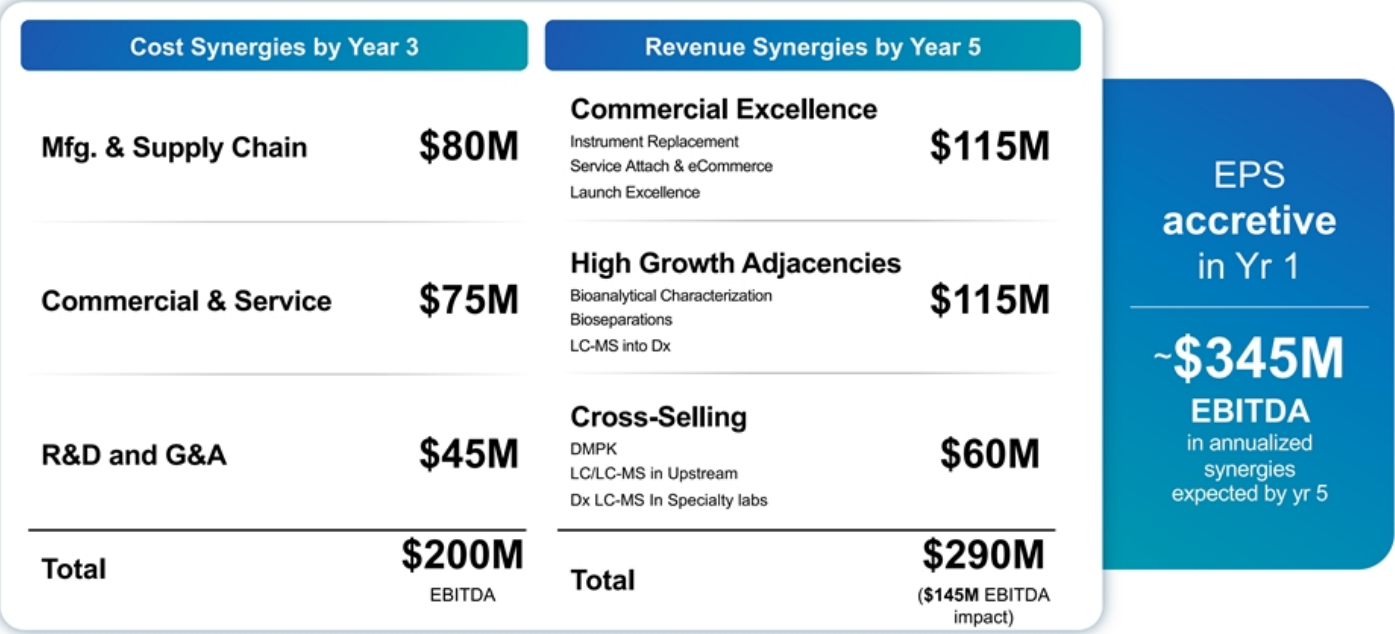 Cost Synergies by Year 3
Mfg. & Supply Chain $80M
Commercial & Service $75M
R&D and G&A $45M
Total $200M
EBITDA
Revenue Synergies by Year 5
Commercial Excellence
Instrument Replacement
Service Attach & eCommerce
Launch Excellence
$115M
High Growth Adjacencies
Bioanalytical Characterization
Bioseparations
LC-MS into Dx
$115M
Cross-Selling
DMPK
LC/LC-MS in Upstream
Dx LC-MS In Specialty labs
$60M
Total $290M
($145M EBITDA
impact)
EPS
accretive
in Yr 1
~$345M
EBITDA
in annualized
synergies
expected by yr 5